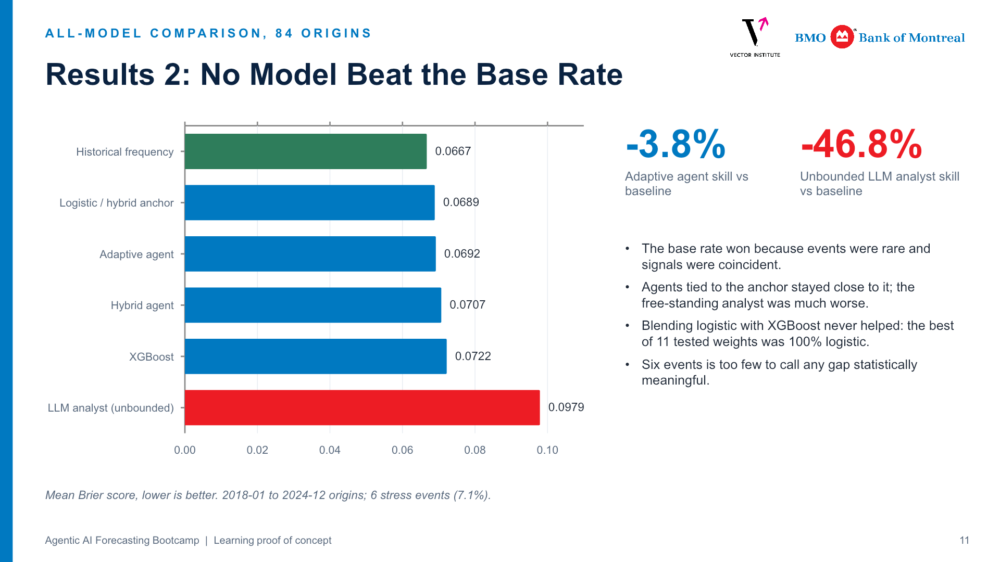 ALL-MODEL COMPARISON, 84 ORIGINS
VECTOR INSTITUTE
BMO Bank of Montreal
Results 2: No Model Beat the Base Rate
Historical frequency 0.0667
Logistic / hybrid anchor 0.0689
Adaptive agent 0.0692
Hybrid agent 0.0707
XGBoost 0.0722
LLM analyst (unbounded) 0.0979
0.00 0.02 0.04 0.06 0.08 0.10
Mean Brier score, lower is better. 2018-01 to 2024-12 origins; 6 stress events (7.1%).
-3.8%
Adaptive agent skill vs
baseline
-46.8%
Unbounded LLM analyst skill
vs baseline
• The base rate won because events were rare and
signals were coincident.
• Agents tied to the anchor stayed close to it; the
free-standing analyst was much worse.
• Blending logistic with XGBoost never helped: the best
of 11 tested weights was 100% logistic.
• Six events is too few to call any gap statistically
meaningful.
Agentic AI Forecasting Bootcamp | Learning proof of concept
11